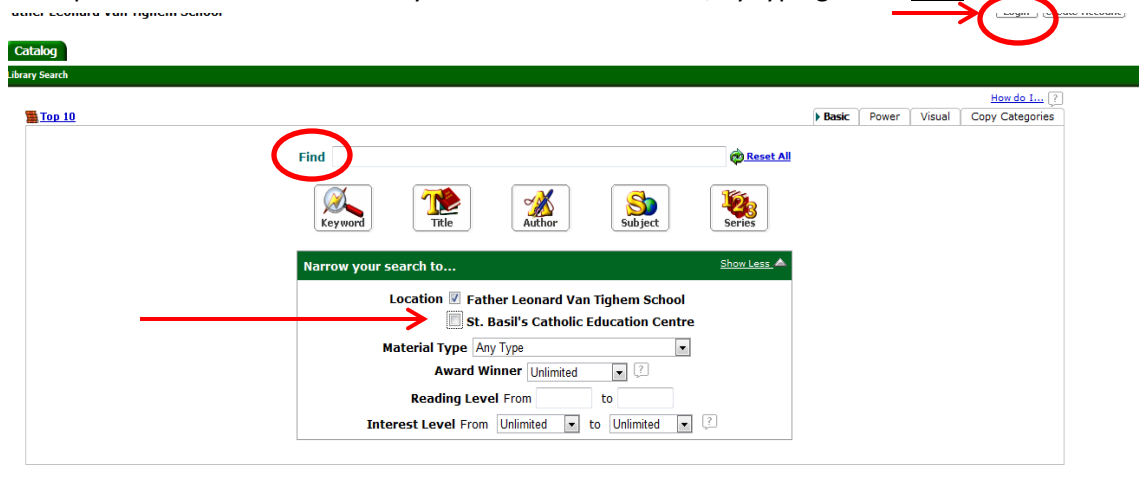 Father Leonard Van Tighem School
Login Create Account
Catalog
Library Search
How do I... ?
Top 10
Basic Power Visual Copy Categories
Find Reset All
Keyword Title Author Subject Series
Narrow your search to... Show Less
Location Father Leonard Van Tighem School
St. Basil's Catholic Education Centre
Material Type Any Type
Award Winner Unlimited ?
Reading Level From to
Interest Level From Unlimited to Unlimited ?